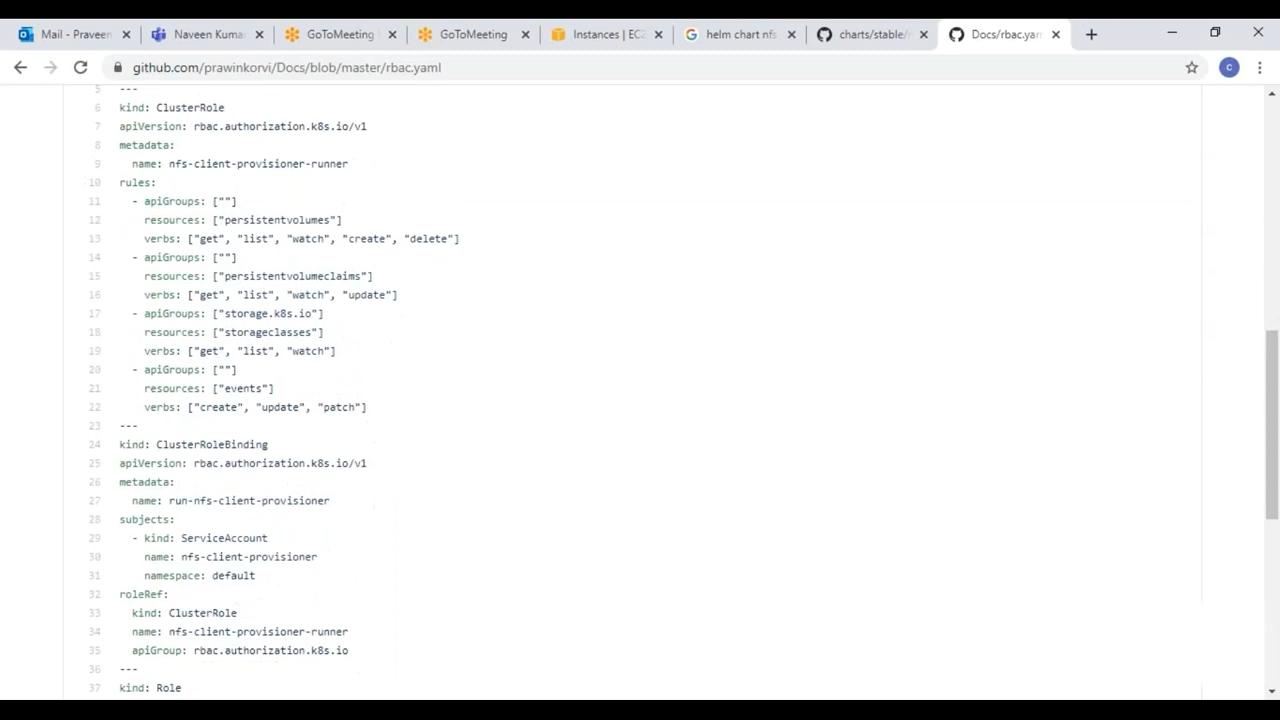 Mail - Praveen
Naveen Kuma
GoToMeeting
GoToMeeting
Instances | EC2
helm chart nfs
charts/stable/
Docs/rbac.yam
github.com/prawinkorvi/Docs/blob/master/rbac.yaml
C
5 ---
6 kind: ClusterRole
7 apiVersion: rbac.authorization.k8s.io/v1
8 metadata:
9 name: nfs-client-provisioner-runner
10 rules:
11 - apiGroups: [""]
12 resources: ["persistentvolumes"]
13 verbs: ["get", "list", "watch", "create", "delete"]
14 - apiGroups: [""]
15 resources: ["persistentvolumeclaims"]
16 verbs: ["get", "list", "watch", "update"]
17 - apiGroups: ["storage.k8s.io"]
18 resources: ["storageclasses"]
19 verbs: ["get", "list", "watch"]
20 - apiGroups: [""]
21 resources: ["events"]
22 verbs: ["create", "update", "patch"]
23 ---
24 kind: ClusterRoleBinding
25 apiVersion: rbac.authorization.k8s.io/v1
26 metadata:
27 name: run-nfs-client-provisioner
28 subjects:
29 - kind: ServiceAccount
30 name: nfs-client-provisioner
31 namespace: default
32 roleRef:
33 kind: ClusterRole
34 name: nfs-client-provisioner-runner
35 apiGroup: rbac.authorization.k8s.io
36 ---
37 kind: Role